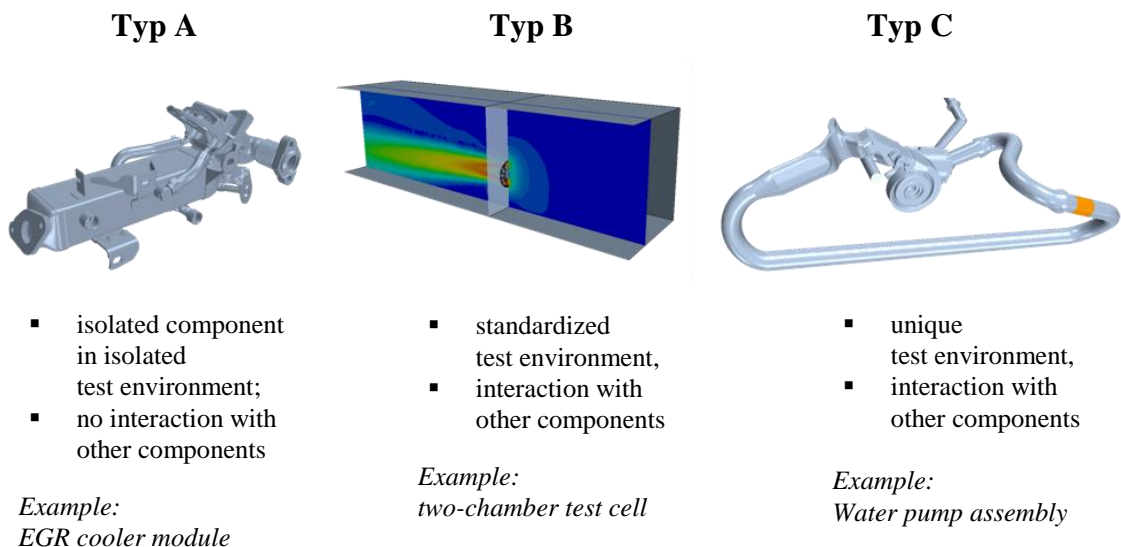 Typ A
isolated component
in isolated
test environment;
no interaction with
other components
Example:
EGR cooler module
Typ B
standardized
test environment,
interaction with
other components
Example:
two-chamber test cell
Typ C
unique
test environment,
interaction with
other components
Example:
Water pump assembly